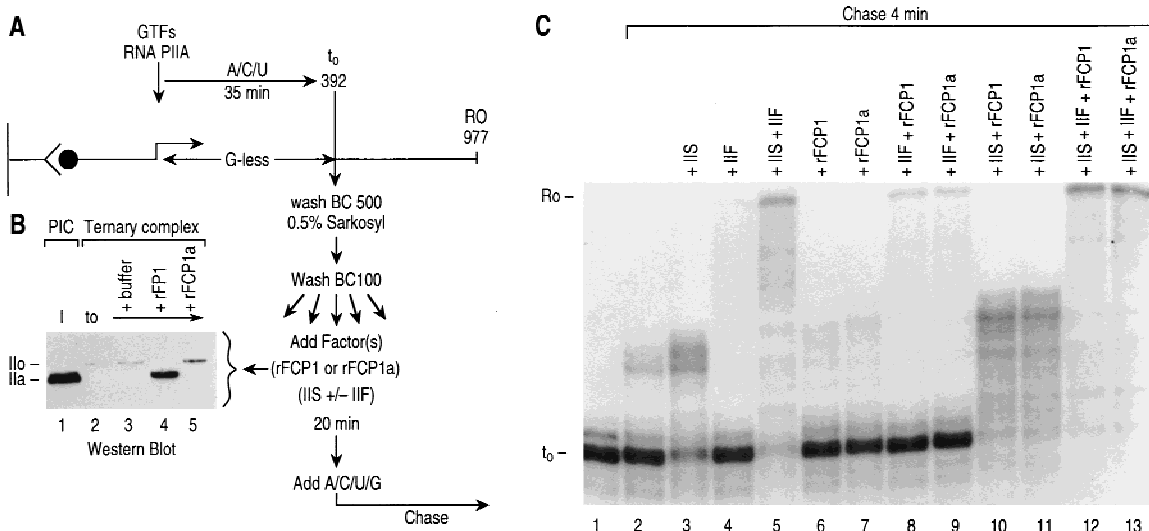 A
GTFs
RNA PIIA
A/C/U
35 min
to
392
RO
977
G-less
wash BC 500
0.5% Sarkosyl
Wash BC100
Add Factor(s)
(rFCP1 or rFCP1a)
(IIS +/– IIF)
20 min
Add A/C/U/G
Chase
B
PIC
Ternary complex
I
to
+ buffer
+ rFP1
+ rFCP1a
IIo –
IIa –
1 2 3 4 5
Western Blot
C
Chase 4 min
+ IIS
+ IIF
+ IIS + IIF
+ rFCP1
+ rFCP1a
+ IIF + rFCP1
+ IIF + rFCP1a
+ IIS + rFCP1
+ IIS + rFCP1a
+ IIS + IIF + rFCP1
+ IIS + IIF + rFCP1a
Ro –
to –
1 2 3 4 5 6 7 8 9 10 11 12 13